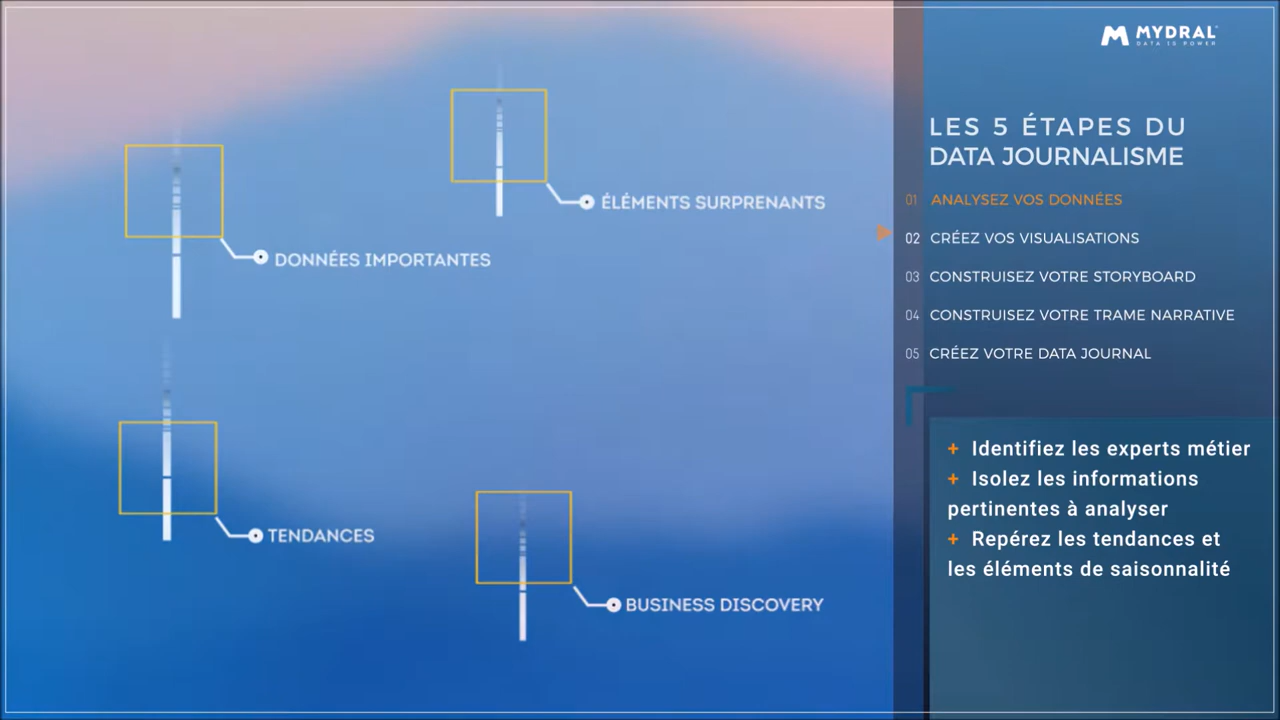 MYDRAL
DATA IS POWER
LES 5 ÉTAPES DU
DATA JOURNALISME
01 ANALYSEZ VOS DONNÉES
02 CRÉEZ VOS VISUALISATIONS
03 CONSTRUISEZ VOTRE STORYBOARD
04 CONSTRUISEZ VOTRE TRAME NARRATIVE
05 CRÉEZ VOTRE DATA JOURNAL
+ Identifiez les experts métier
+ Isolez les informations
pertinentes à analyser
+ Repérez les tendances et
les éléments de saisonnalité
ÉLÉMENTS SURPRENANTS
DONNÉES IMPORTANTES
TENDANCES
BUSINESS DISCOVERY